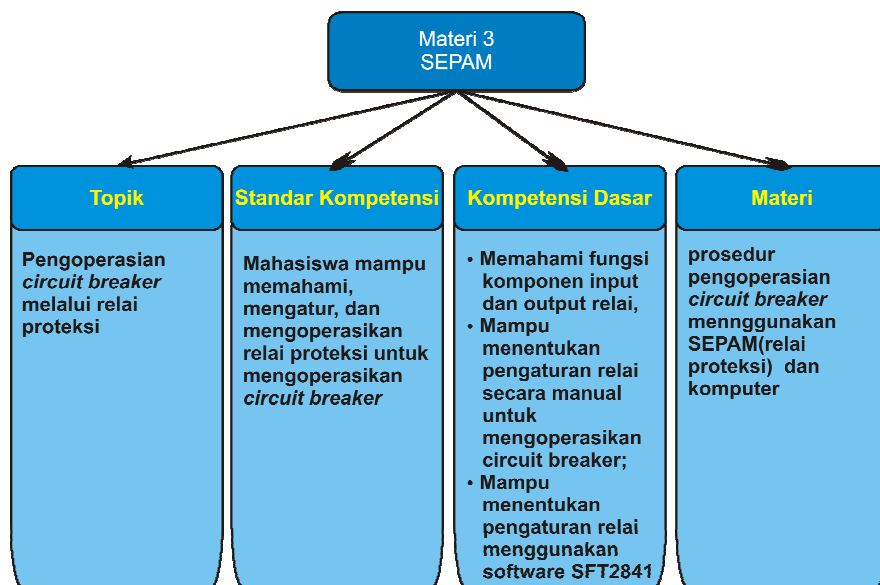 Materi 3
SEPAM
Topik
Pengoperasian
circuit breaker
melalui relai
proteksi
Standar Kompetensi
Mahasiswa mampu
memahami,
mengatur, dan
mengoperasikan
relai proteksi untuk
mengoperasikan
circuit breaker
Kompetensi Dasar
• Memahami fungsi
komponen input
dan output relai,
• Mampu
menentukan
pengaturan relai
secara manual
untuk
mengoperasikan
circuit breaker;
• Mampu
menentukan
pengaturan relai
menggunakan
software SFT2841
Materi
prosedur
pengoperasian
circuit breaker
mennggunakan
SEPAM(relai
proteksi) dan
komputer